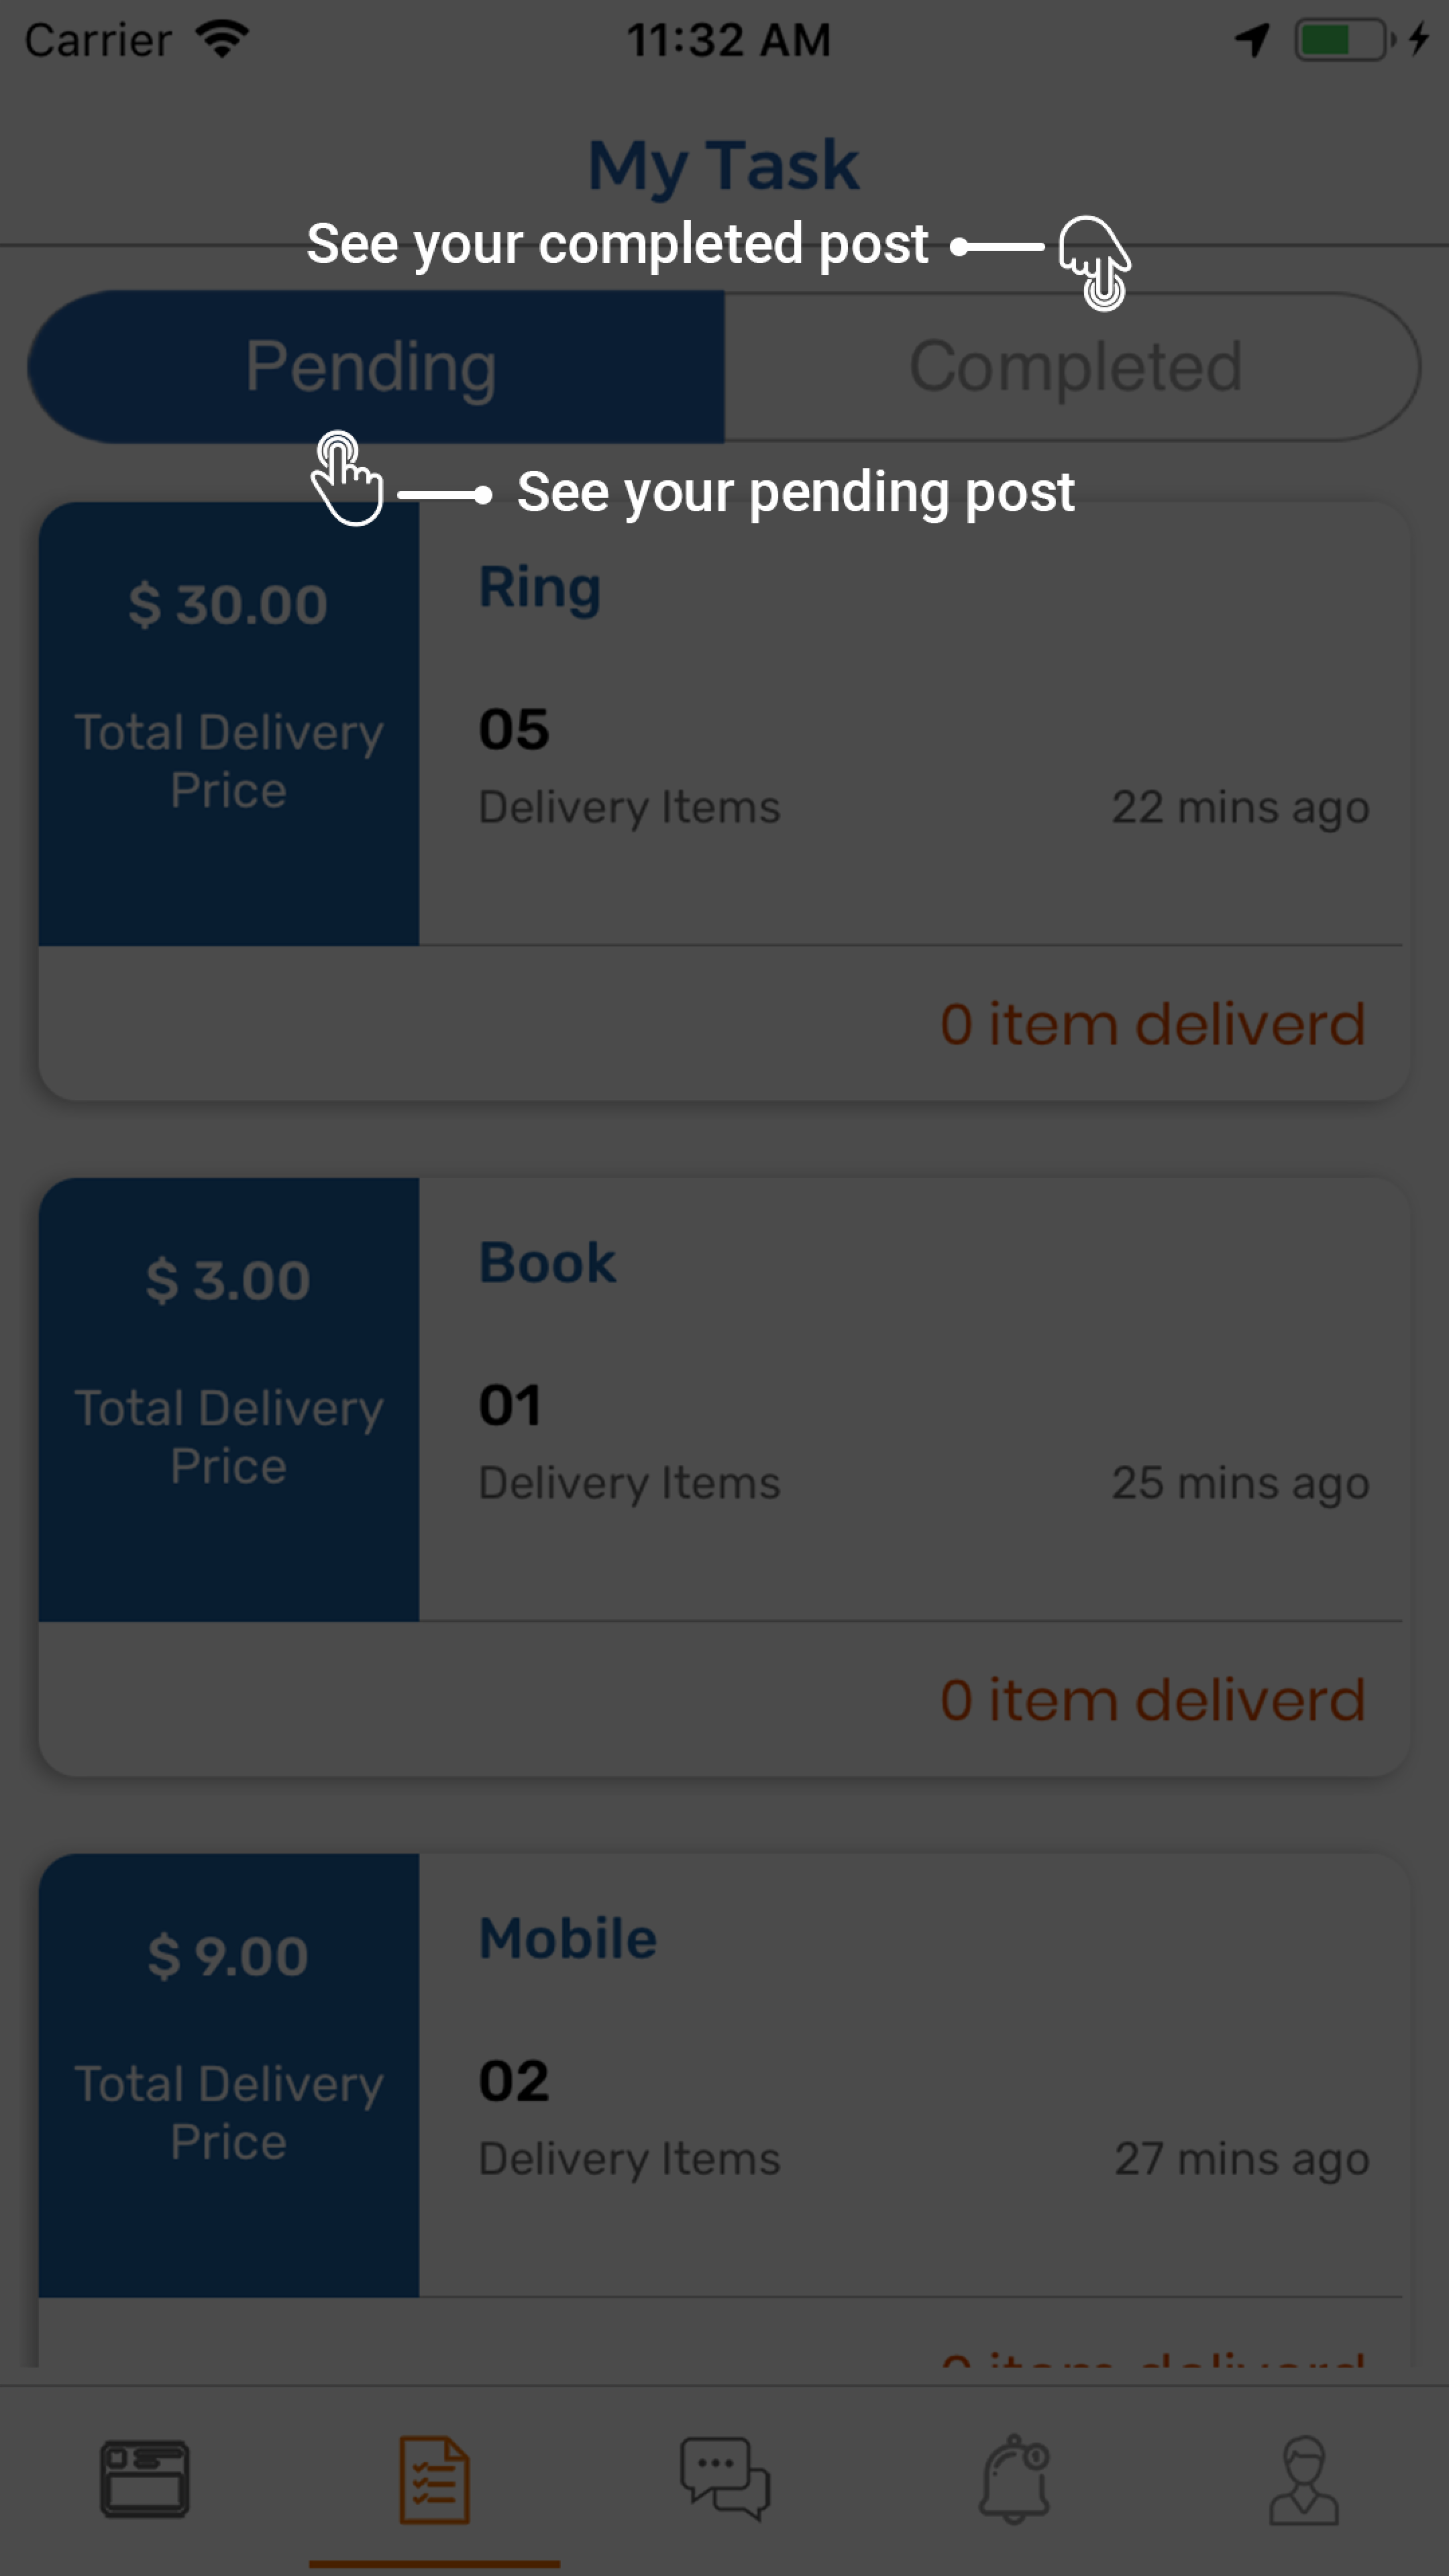 Carrier
11:32 AM
My Task
See your completed post
Pending
Completed
See your pending post
$ 30.00
Total Delivery
Price
Ring
05
Delivery Items
22 mins ago
0 item deliverd
$ 3.00
Total Delivery
Price
Book
01
Delivery Items
25 mins ago
0 item deliverd
$ 9.00
Total Delivery
Price
Mobile
02
Delivery Items
27 mins ago
item deliverd